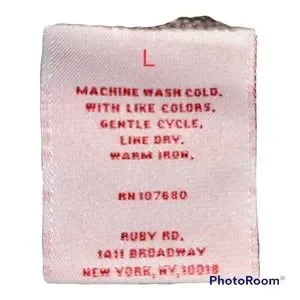 L
MACHINE WASH COLD.
WITH LIKE COLORS.
GENTLE CYCLE.
LINE DRY.
WARM IRON.
RN107680
RUBY RD.
1411 BROADWAY
NEW YORK, NY, 10018
PhotoRoom®